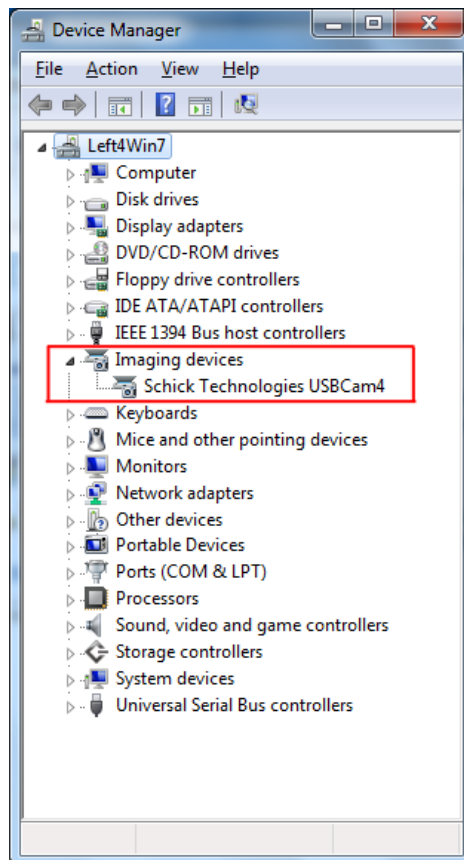 Device Manager
File Action View Help
Left4Win7
Computer
Disk drives
Display adapters
DVD/CD-ROM drives
Floppy drive controllers
IDE ATA/ATAPI controllers
IEEE 1394 Bus host controllers
Imaging devices
Schick Technologies USBCam4
Keyboards
Mice and other pointing devices
Monitors
Network adapters
Other devices
Portable Devices
Ports (COM & LPT)
Processors
Sound, video and game controllers
Storage controllers
System devices
Universal Serial Bus controllers